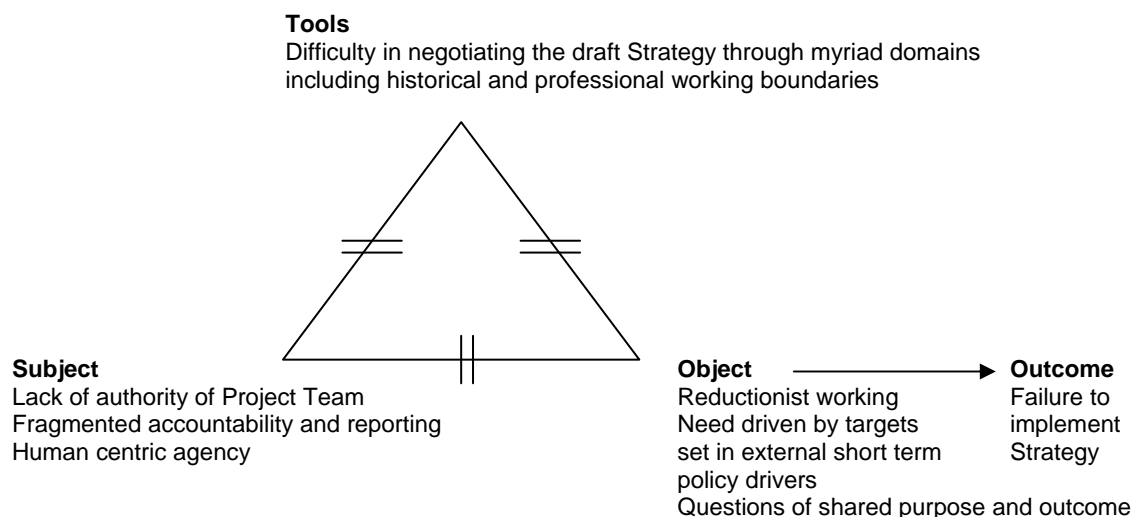 Tools
Difficulty in negotiating the draft Strategy through myriad domains
including historical and professional working boundaries
Subject
Lack of authority of Project Team
Fragmented accountability and reporting
Human centric agency
Object
Reductionist working
Need driven by targets
set in external short term
policy drivers
Questions of shared purpose and outcome
Outcome
Failure to
implement
Strategy